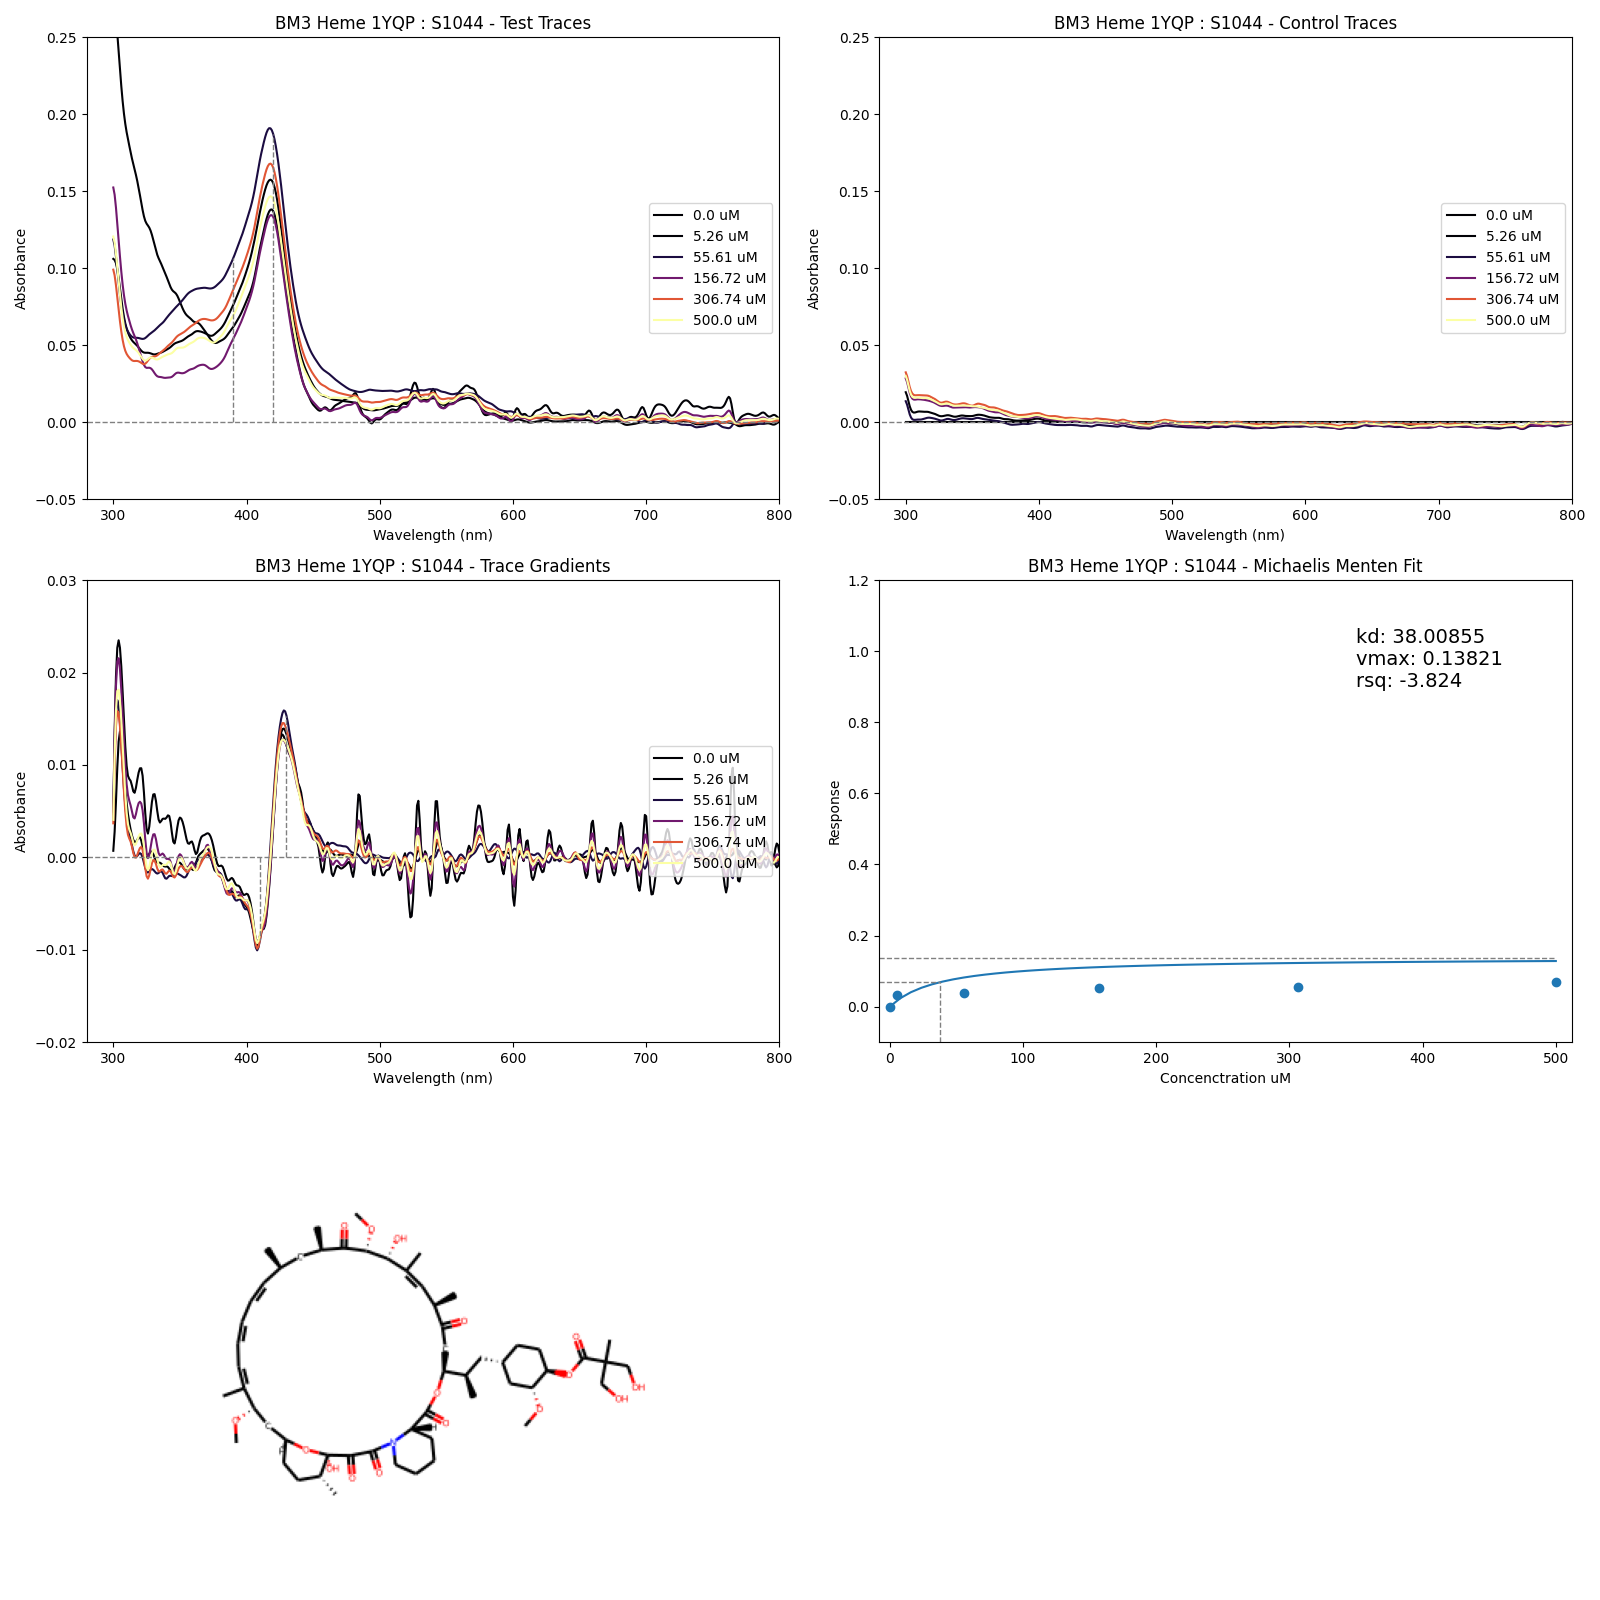 BM3 Heme 1YQP : S1044 - Test Traces
0.25
0.20
0.15
0.10
0.05
0.00
−0.05
Absorbance
300
400
500
600
700
800
Wavelength (nm)
0.0 uM
5.26 uM
55.61 uM
156.72 uM
306.74 uM
500.0 uM
BM3 Heme 1YQP : S1044 - Control Traces
0.25
0.20
0.15
0.10
0.05
0.00
−0.05
Absorbance
300
400
500
600
700
800
Wavelength (nm)
0.0 uM
5.26 uM
55.61 uM
156.72 uM
306.74 uM
500.0 uM
BM3 Heme 1YQP : S1044 - Trace Gradients
0.03
0.02
0.01
0.00
−0.01
−0.02
Absorbance
300
400
500
600
700
800
Wavelength (nm)
0.0 uM
5.26 uM
55.61 uM
156.72 uM
306.74 uM
500.0 uM
BM3 Heme 1YQP : S1044 - Michaelis Menten Fit
1.2
1.0
0.8
0.6
0.4
0.2
0.0
Response
0
100
200
300
400
500
Concenctration uM
kd: 38.00855
vmax: 0.13821
rsq: -3.824
O
O
OH
C
O
C
O
O
O
O
OH
OH
O
O
H
N
O
O
OH
O
H
C
O